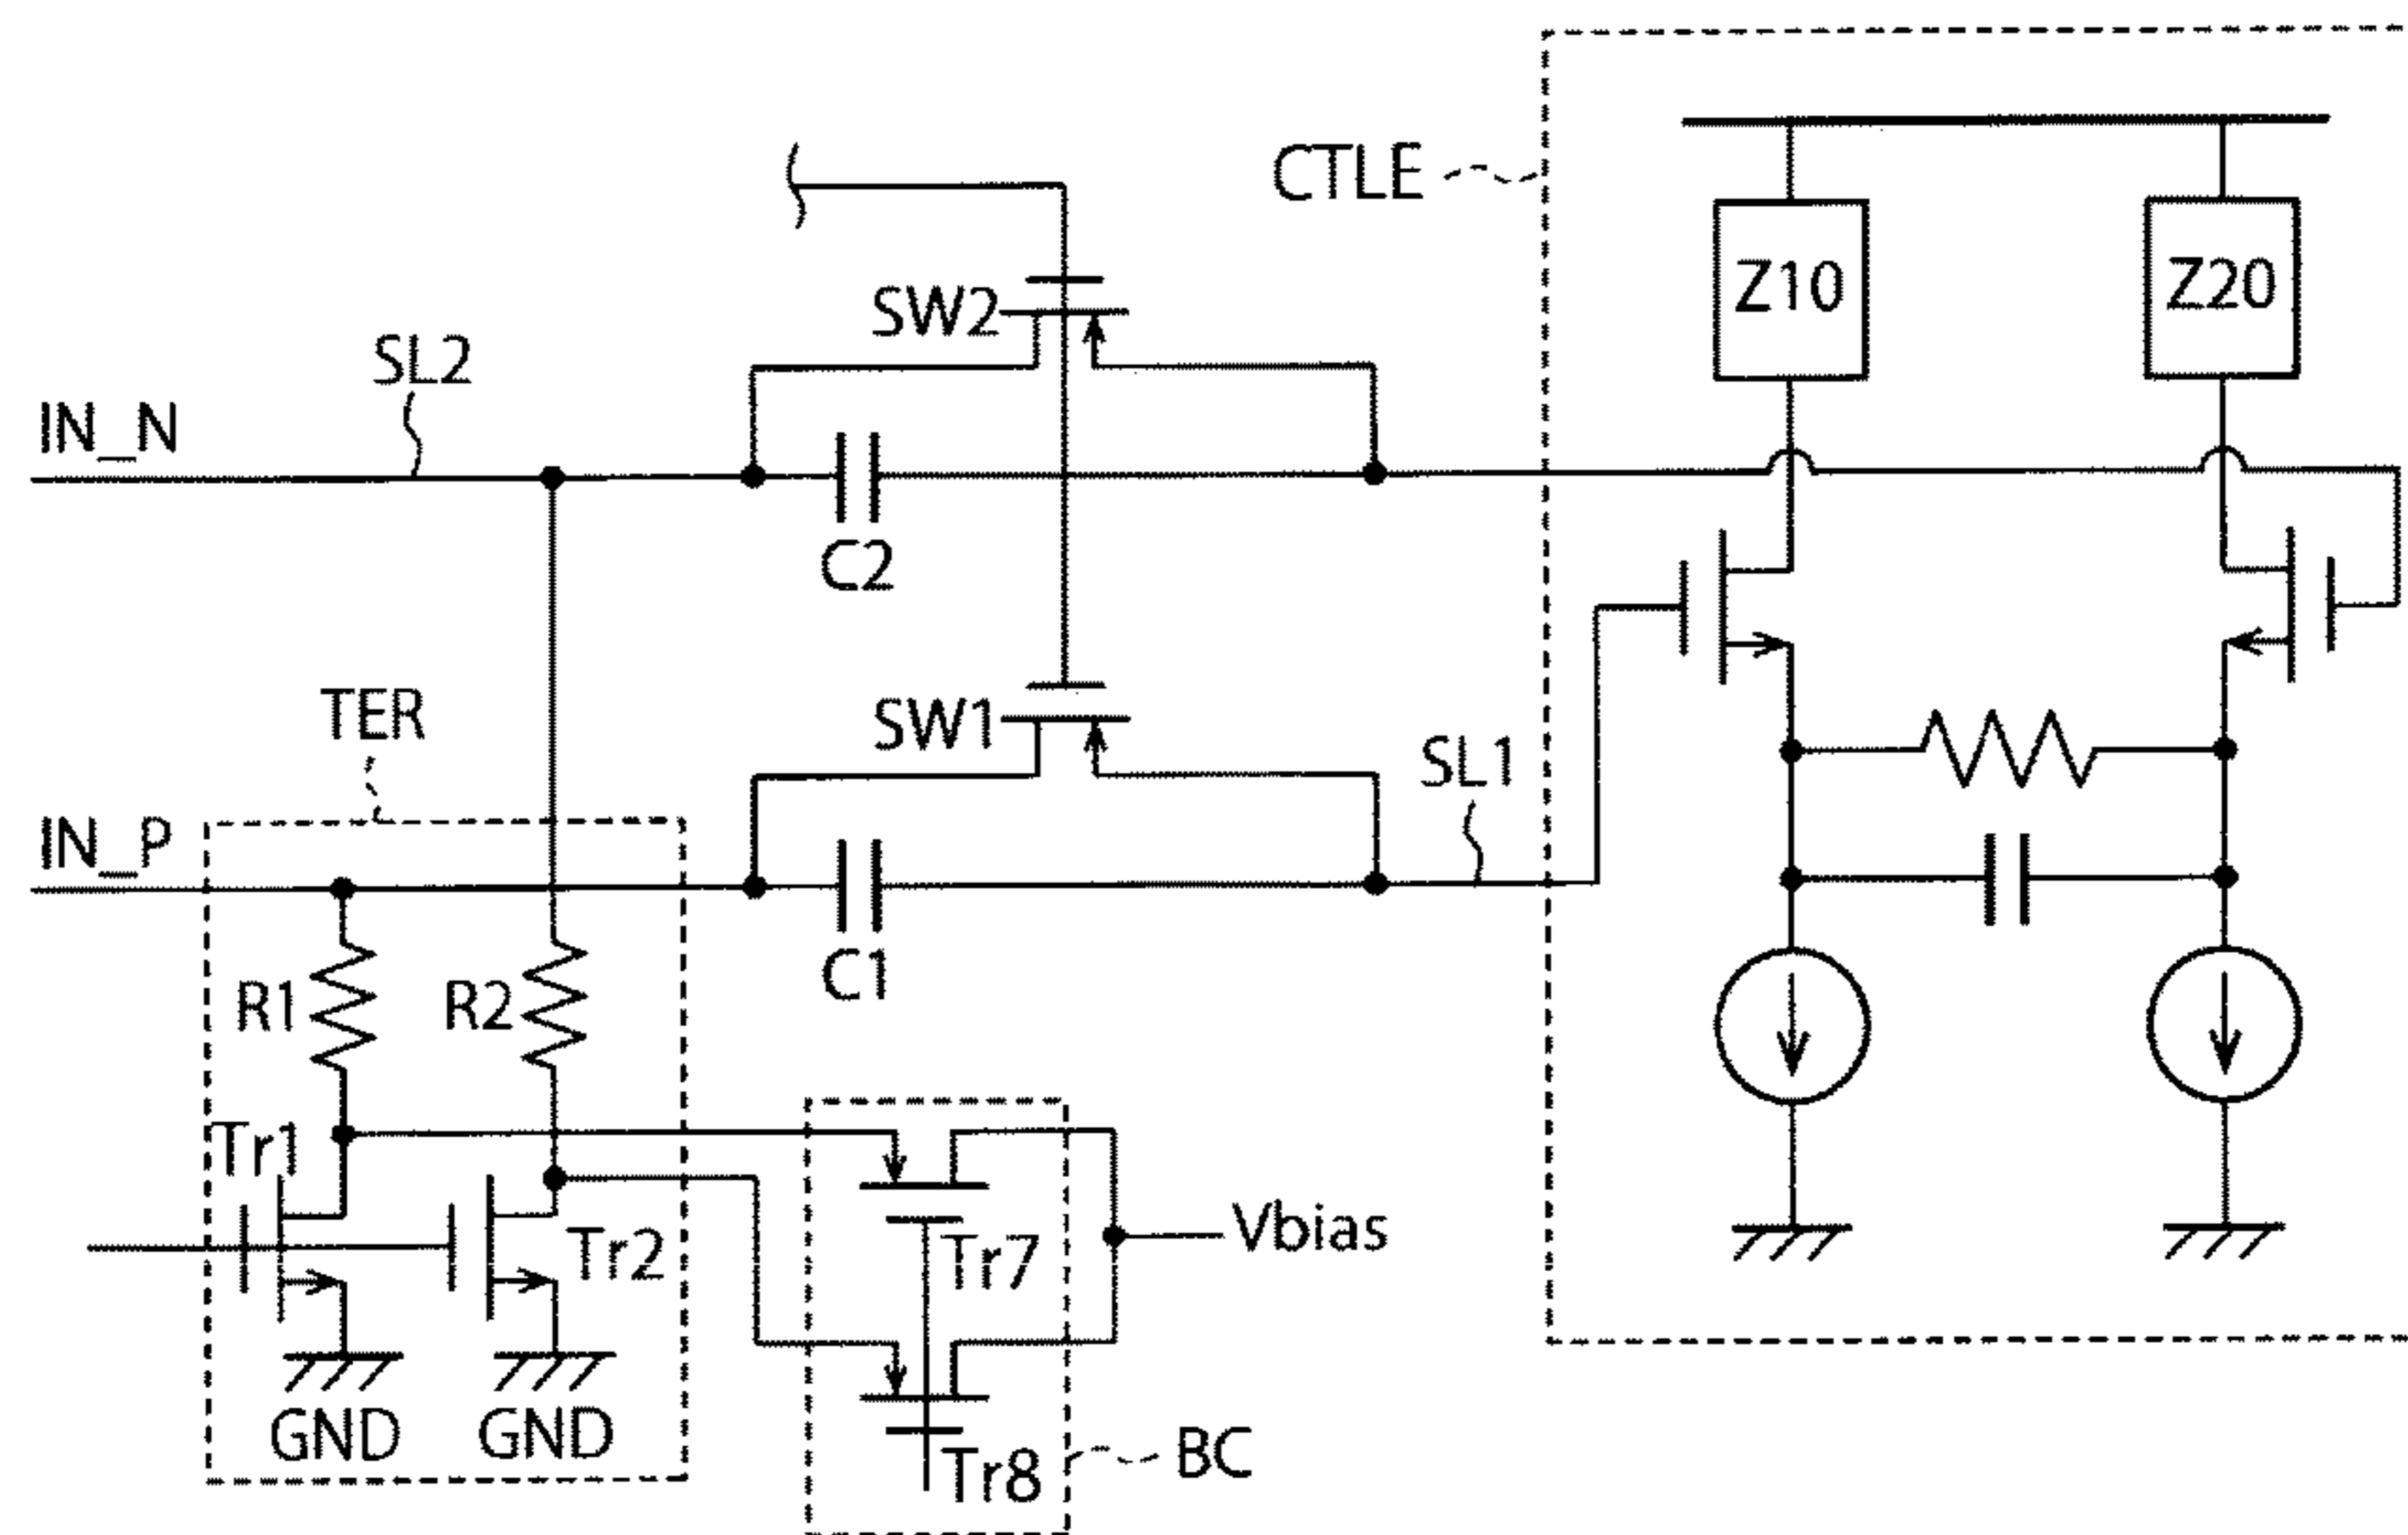 CTLE
Z10
Z20
SW2
SL2
IN_N
C2
TER
SW1
SL1
IN_P
C1
R1
R2
Tr1
Tr2
Tr7
Vbias
GND
GND
Tr8
BC